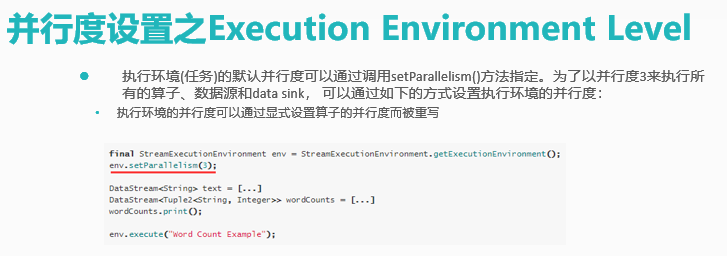 并行度设置之Execution Environment Level
执行环境(任务)的默认并行度可以通过调用setParallelism()方法指定。为了以并行度3来执行所
有的算子、数据源和data sink， 可以通过如下的方式设置执行环境的并行度：
执行环境的并行度可以通过显式设置算子的并行度而被重写
final StreamExecutionEnvironment env = StreamExecutionEnvironment.getExecutionEnvironment();
env.setParallelism(3);
DataStream<String> text = [...]
DataStream<Tuple2<String, Integer>> wordCounts = [...]
wordCounts.print();
env.execute("Word Count Example");